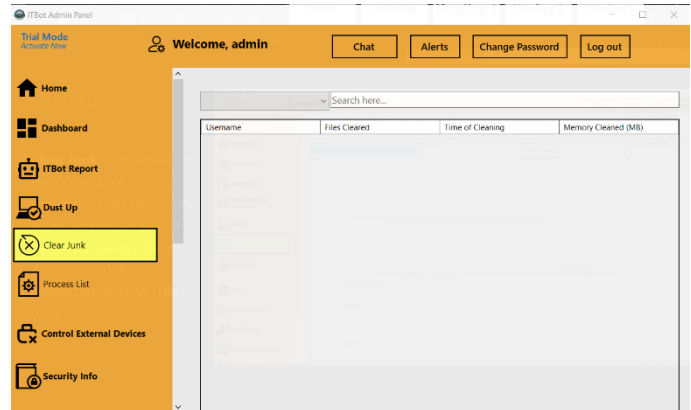 ITBot Admin Panel
Trial Mode
Activate Now
Welcome, admin
Chat
Alerts
Change Password
Log out
Home
Search here...
Dashboard
Username
Files Cleared
Time of Cleaning
Memory Cleaned (MB)
ITBot Report
Dust Up
Clear Junk
Process List
Control External Devices
Security Info